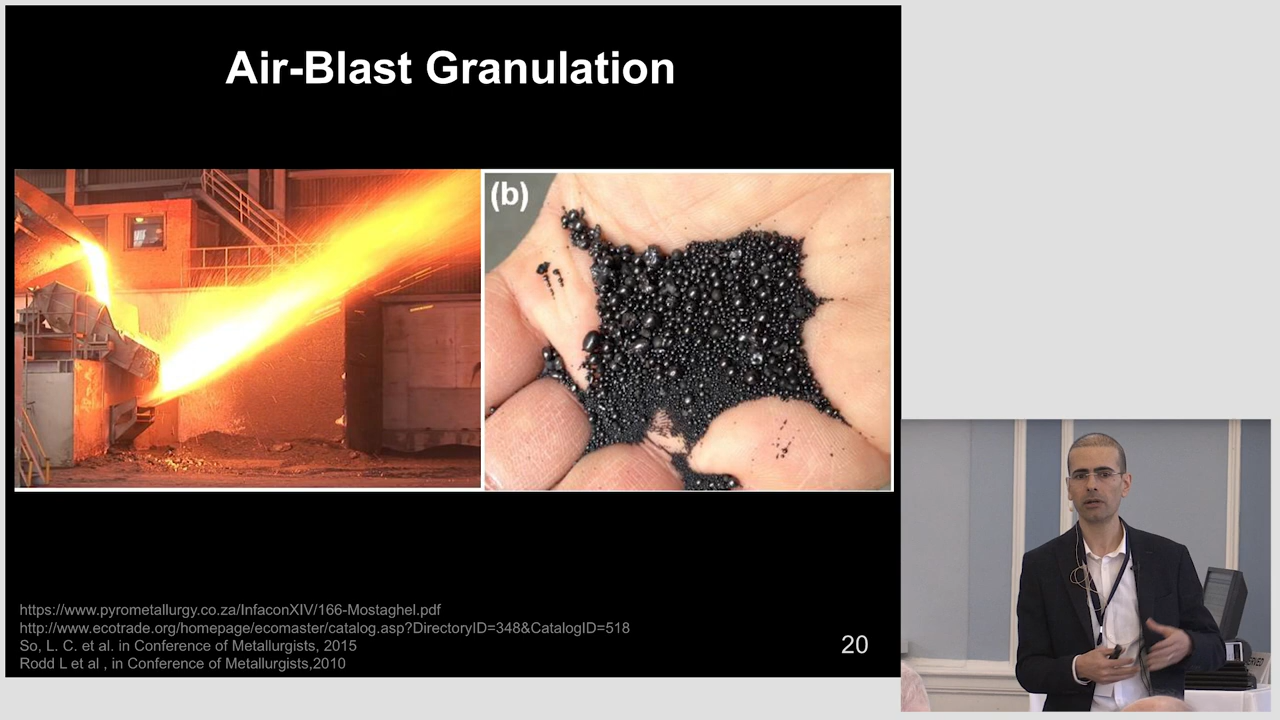 Air-Blast Granulation
(b)
https://www.pyrometallurgy.co.za/InfaconXIV/166-Mostaghel.pdf
http://www.ecotrade.org/homepage/ecomaster/catalog.asp?DirectoryID=348&CatalogID=518
So, L. C. et al. in Conference of Metallurgists, 2015
Rodd L et al , in Conference of Metallurgists,2010
20